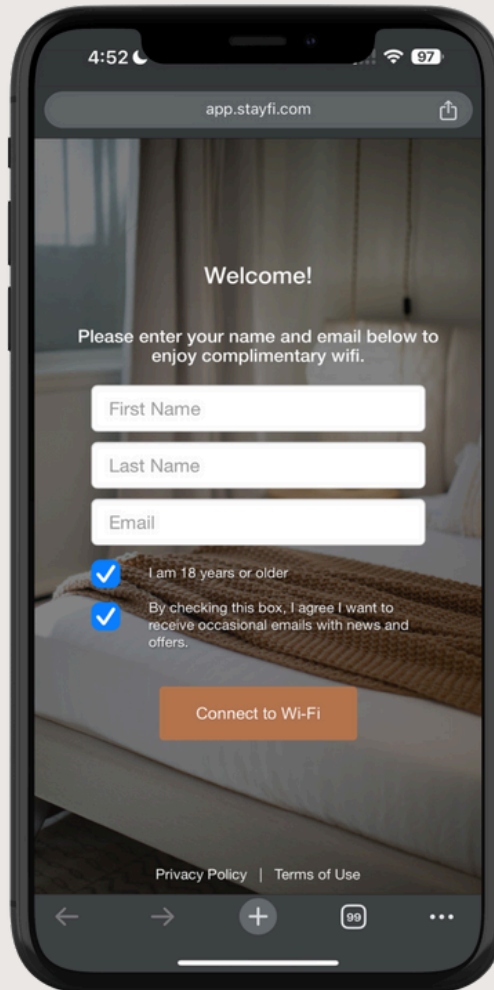 4:52
97
app.stayfi.com
Welcome!
Please enter your name and email below to
enjoy complimentary wifi.
First Name
Last Name
Email
I am 18 years or older
By checking this box, I agree I want to
receive occasional emails with news and
offers.
Connect to Wi-Fi
Privacy Policy | Terms of Use
99